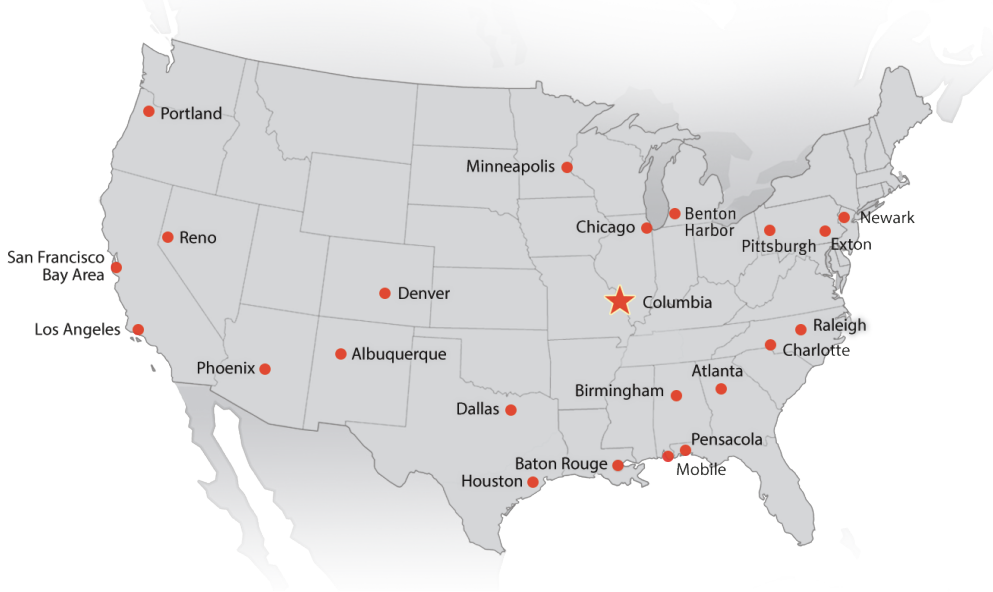 Portland
Minneapolis
Benton
Harbor
Chicago
Newark
Pittsburgh
Exton
Reno
San Francisco
Bay Area
Denver
Columbia
Los Angeles
Raleigh
Charlotte
Albuquerque
Phoenix
Atlanta
Birmingham
Dallas
Pensacola
Baton Rouge
Mobile
Houston